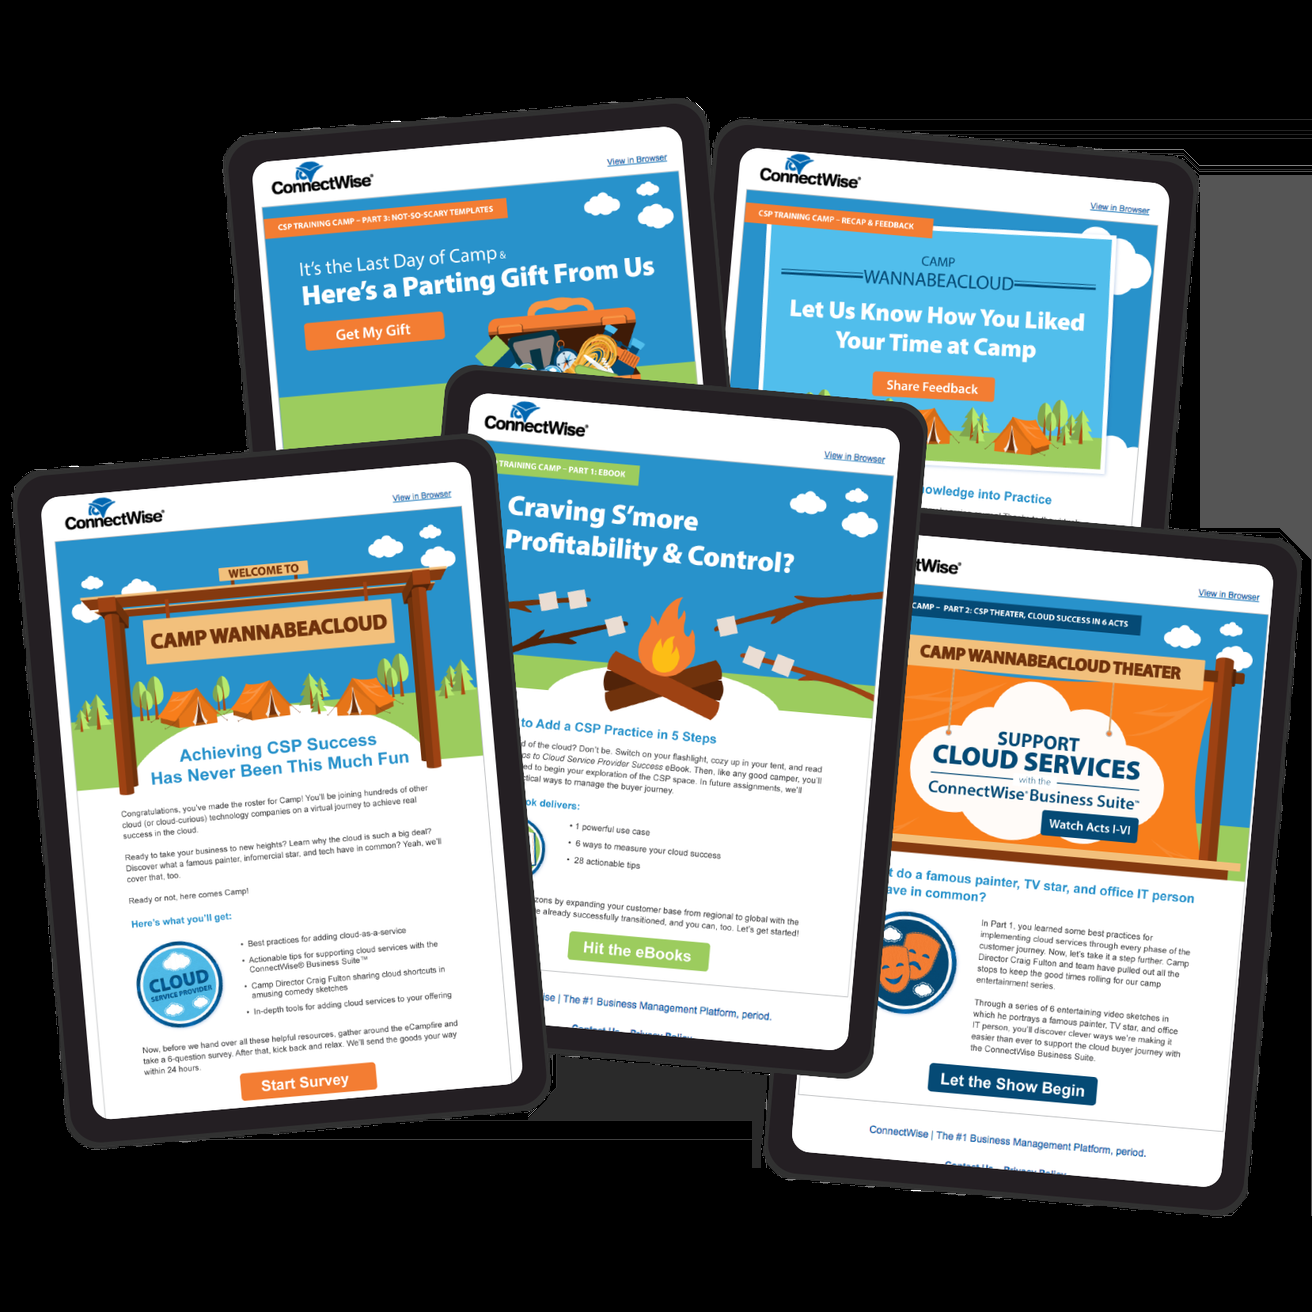 ConnectWise®
View in Browser
CSP TRAINING CAMP – PART 3: NOT-SO-SCARY TEMPLATES
It's the Last Day of Camp &
Here's a Parting Gift From Us
Get My Gift
ConnectWise®
View in Browser
CSP TRAINING CAMP – RECAP & FEEDBACK
CAMP
WANNABEACLOUD
Let Us Know How You Liked
Your Time at Camp
Share Feedback
nowledge into Practice
ConnectWise®
View in Browser
WELCOME TO
CAMP WANNABEACLOUD
Achieving CSP Success
Has Never Been This Much Fun
Congratulations, you've made the roster for Camp! You'll be joining hundreds of other
cloud (or cloud-curious) technology companies on a virtual journey to achieve real
success in the cloud.
Ready to take your business to new heights? Learn why the cloud is such a big deal?
Discover what a famous painter, infomercial star, and tech have in common? Yeah, we'll
cover that, too.
Ready or not, here comes Camp!
Here's what you'll get:
CLOUD
SERVICE PROVIDER
• Best practices for adding cloud-as-a-service
• Actionable tips for supporting cloud services with the
ConnectWise® Business Suite™
• Camp Director Craig Fulton sharing cloud shortcuts in
amusing comedy sketches
• In-depth tools for adding cloud services to your offering
Now, before we hand over all these helpful resources, gather around the eCampfire and
take a 6-question survey. After that, kick back and relax. We'll send the goods your way
within 24 hours.
Start Survey
ConnectWise®
View in Browser
TRAINING CAMP – PART 1: EBOOK
Craving S'more
Profitability & Control?
to Add a CSP Practice in 5 Steps
d of the cloud? Don't be. Switch on your flashlight, cozy up in your tent, and read
ps to Cloud Service Provider Success eBook. Then, like any good camper, you'll
ed to begin your exploration of the CSP space. In future assignments, we'll
ctical ways to manage the buyer journey.
ok delivers:
• 1 powerful use case
• 6 ways to measure your cloud success
• 28 actionable tips
zons by expanding your customer base from regional to global with the
e already successfully transitioned, and you can, too. Let's get started!
Hit the eBooks
ise | The #1 Business Management Platform, period.
Contact Us Privacy Policy
tWise®
View in Browser
CAMP – PART 2: CSP THEATER, CLOUD SUCCESS IN 6 ACTS
CAMP WANNABEACLOUD THEATER
SUPPORT
CLOUD SERVICES
with the
ConnectWise® Business Suite™
Watch Acts I-VI
t do a famous painter, TV star, and office IT person
ave in common?
In Part 1, you learned some best practices for
implementing cloud services through every phase of the
customer journey. Now, let's take it a step further. Camp
Director Craig Fulton and team have pulled out all the
stops to keep the good times rolling for our camp
entertainment series.
Through a series of 6 entertaining video sketches in
which he portrays a famous painter, TV star, and office
IT person, you'll discover clever ways we're making it
easier than ever to support the cloud buyer journey with
the ConnectWise Business Suite.
Let the Show Begin
ConnectWise | The #1 Business Management Platform, period.
Contact Us Privacy Policy